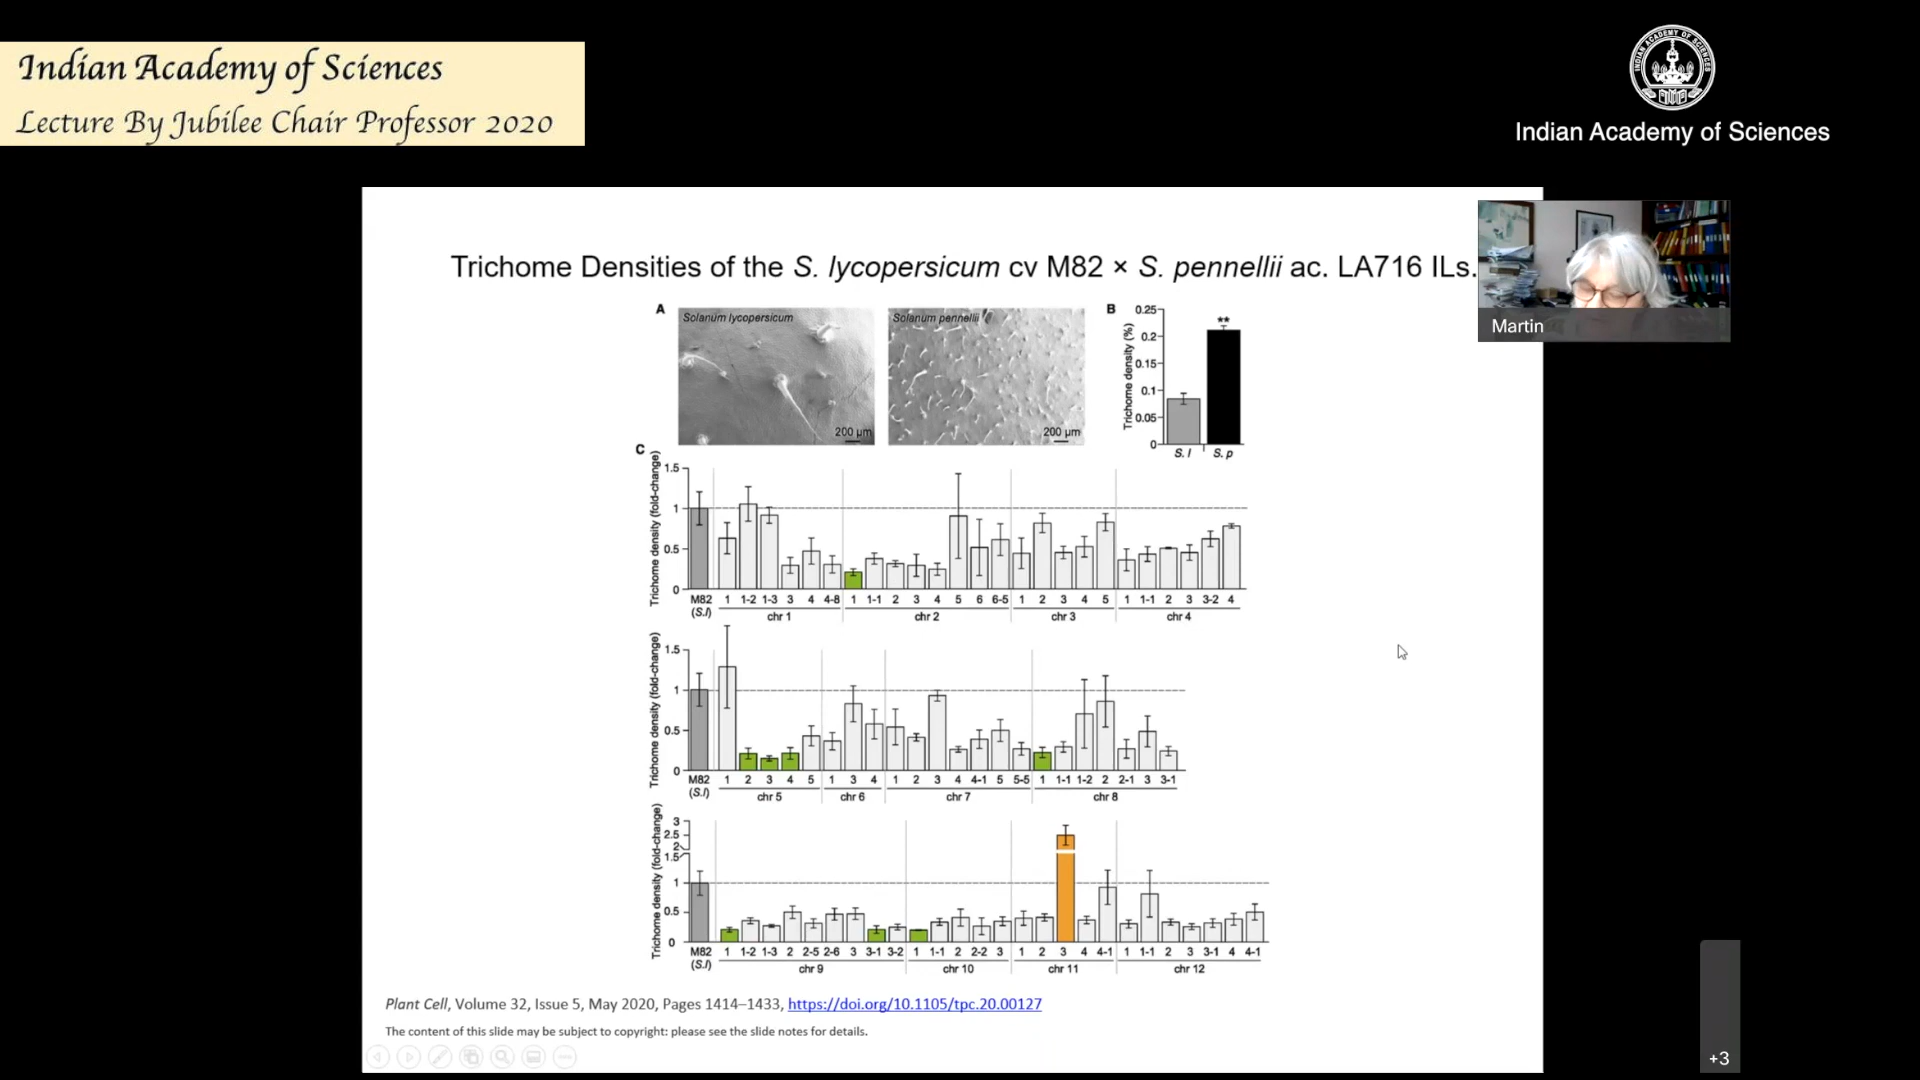 Indian Academy of Sciences
Lecture By Jubilee Chair Professor 2020
INDIAN ACADEMY OF SCIENCES
Indian Academy of Sciences
Martin
Trichome Densities of the S. lycopersicum cv M82 × S. pennellii ac. LA716 ILs.
A
Solanum lycopersicum
200 µm
Solanum pennellii
200 µm
B
Trichome density (%)
0.25
0.2
0.15
0.1
0.05
0
**
S. l S. p
C
Trichome density (fold-change)
1.5
1
0.5
0
M82 1 1-2 1-3 3 4 4-8 1 1-1 2 3 4 5 6 6-5 1 2 3 4 5 1 1-1 2 3 3-2 4
(S.l) chr 1 chr 2 chr 3 chr 4
Trichome density (fold-change)
1.5
1
0.5
0
M82 1 2 3 4 5 1 3 4 1 2 3 4 4-1 5 5-5 1 1-1 1-2 2 2-1 3 3-1
(S.l) chr 5 chr 6 chr 7 chr 8
Trichome density (fold-change)
3
2.5
2
1.5
1
0.5
0
M82 1 1-2 1-3 2 2-5 2-6 3 3-1 3-2 1 1-1 2 2-2 3 1 2 3 4 4-1 1 1-1 2 3 3-1 4 4-1
(S.l) chr 9 chr 10 chr 11 chr 12
Plant Cell, Volume 32, Issue 5, May 2020, Pages 1414–1433, https://doi.org/10.1105/tpc.20.00127
The content of this slide may be subject to copyright: please see the slide notes for details.
+3